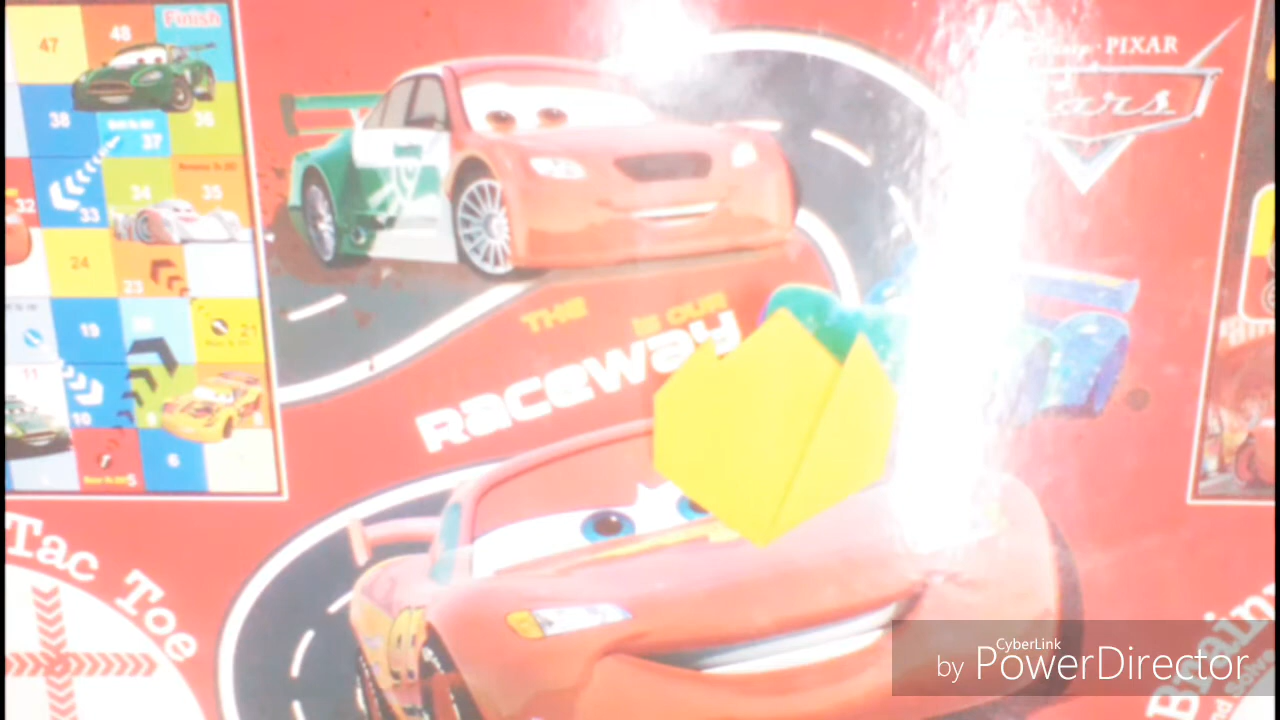 Finish
47
48
38
37
36
32
33
34
35
24
23
19
21
11
10
8
6
5
Disney · PIXAR
Cars
THE
IS OUR
RACEWAY
Tac Toe
CyberLink
by PowerDirector